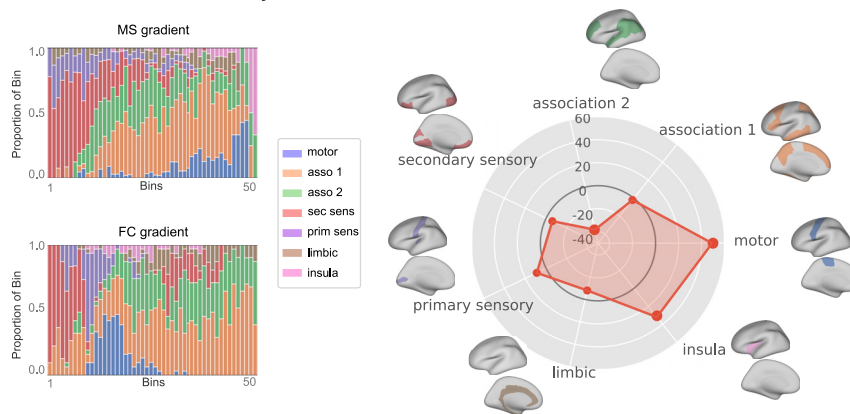 MS gradient
1.0
0.5
0.0
Proportion of Bin
1
Bins
50
FC gradient
1.0
0.5
0.0
Proportion of Bin
1
Bins
50
motor
asso 1
asso 2
sec sens
prim sens
limbic
insula
association 2
association 1
secondary sensory
motor
primary sensory
insula
limbic
60
40
20
0
-20
-40